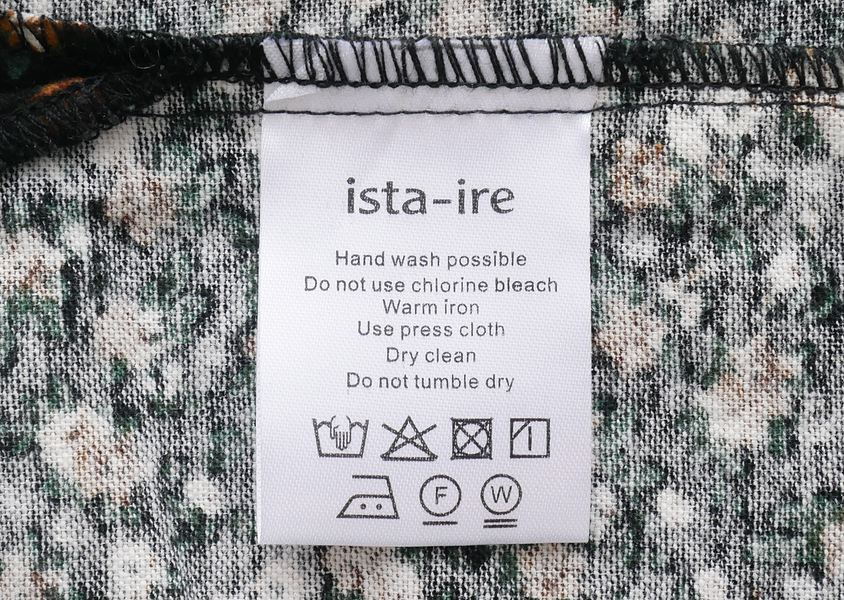 ista-ire
Hand wash possible
Do not use chlorine bleach
Warm iron
Use press cloth
Dry clean
Do not tumble dry
F W